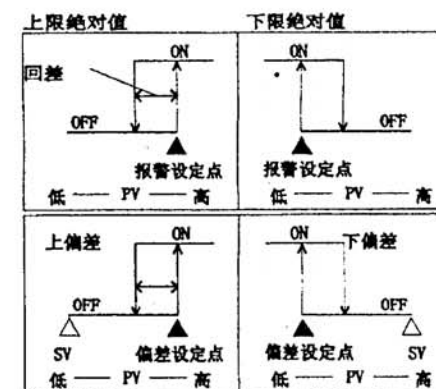 上限绝对值
下限绝对值
ON
回差
OFF
报警设定点
低 — PV — 高
ON
OFF
报警设定点
低 — PV — 高
上偏差
ON
OFF
SV
偏差设定点
低 — PV — 高
ON
下偏差
OFF
偏差设定点
SV
低 — PV — 高